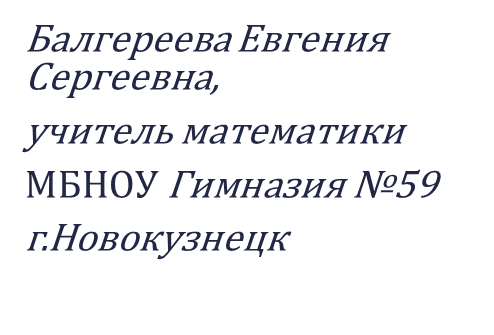 Балгереева Евгения
Сергеевна,
учитель математики
МБНОУ Гимназия №59
г.Новокузнецк